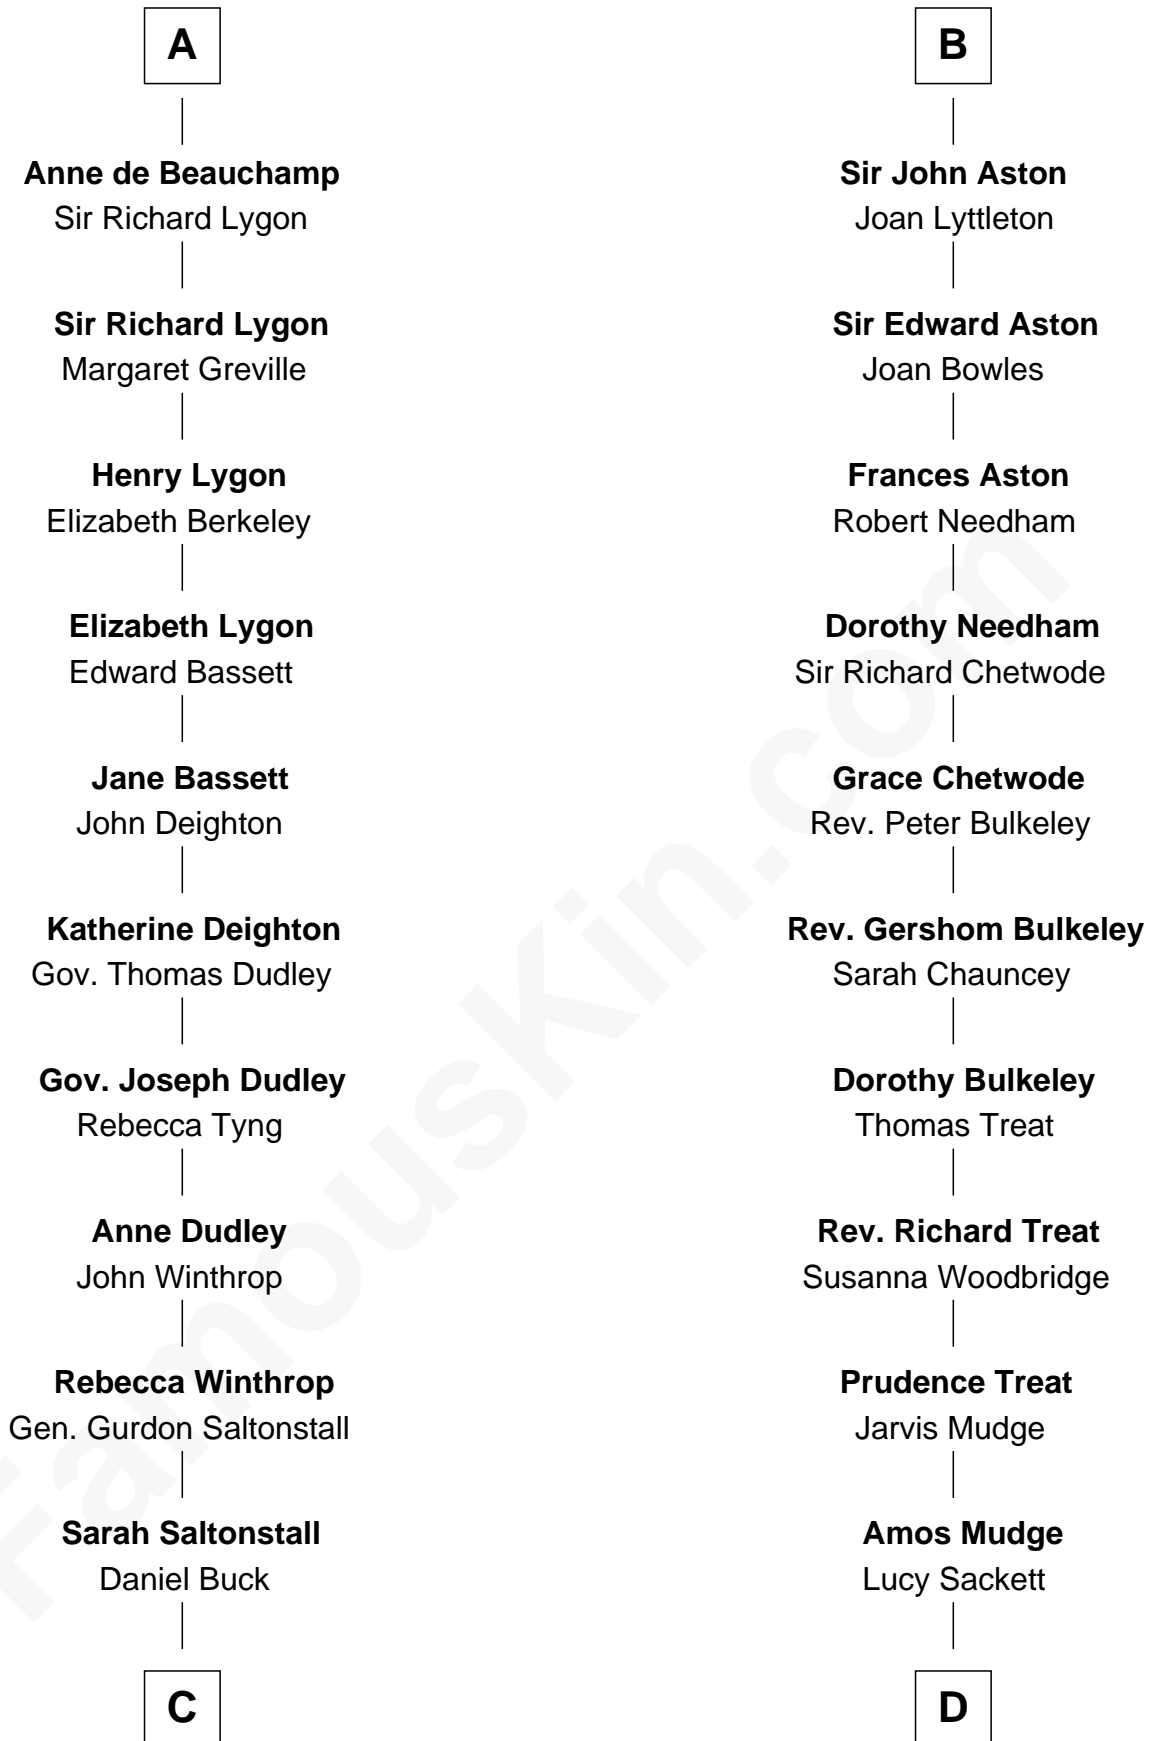 A
Anne de Beauchamp
Sir Richard Lygon
Sir Richard Lygon
Margaret Greville
Henry Lygon
Elizabeth Berkeley
Elizabeth Lygon
Edward Bassett
Jane Bassett
John Deighton
Katherine Deighton
Gov. Thomas Dudley
Gov. Joseph Dudley
Rebecca Tyng
Anne Dudley
John Winthrop
Rebecca Winthrop
Gen. Gurdon Saltonstall
Sarah Saltonstall
Daniel Buck
C
B
Sir John Aston
Joan Lyttleton
Sir Edward Aston
Joan Bowles
Frances Aston
Robert Needham
Dorothy Needham
Sir Richard Chetwode
Grace Chetwode
Rev. Peter Bulkeley
Rev. Gershom Bulkeley
Sarah Chauncey
Dorothy Bulkeley
Thomas Treat
Rev. Richard Treat
Susanna Woodbridge
Prudence Treat
Jarvis Mudge
Amos Mudge
Lucy Sackett
D
FamousKin.com